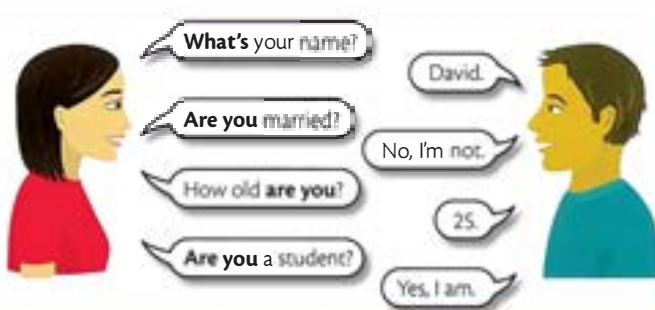 What's your name?
David.
Are you married?
No, I'm not.
How old are you?
25.
Are you a student?
Yes, I am.